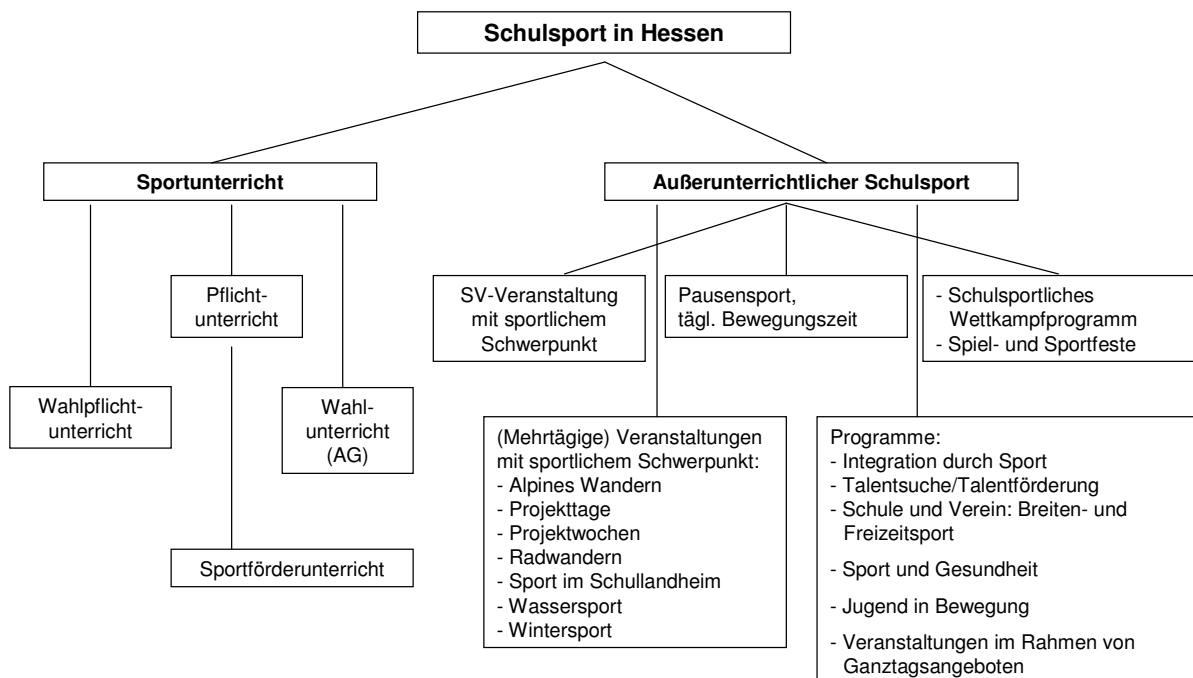 Schulsport in Hessen
Sportunterricht
Außerunterrichtlicher Schulsport
Pflicht-
unterricht
SV-Veranstaltung
mit sportlichem
Schwerpunkt
Pausensport,
tägl. Bewegungszeit
- Schulsportliches
Wettkampfprogramm
- Spiel- und Sportfeste
Wahlpflicht-
unterricht
Wahl-
unterricht
(AG)
Sportförderunterricht
(Mehrtägige) Veranstaltungen
mit sportlichem Schwerpunkt:
- Alpines Wandern
- Projekttage
- Projektwochen
- Radwandern
- Sport im Schullandheim
- Wassersport
- Wintersport
Programme:
- Integration durch Sport
- Talentsuche/Talentförderung
- Schule und Verein: Breiten- und
Freizeitsport
- Sport und Gesundheit
- Jugend in Bewegung
- Veranstaltungen im Rahmen von
Ganztagsangeboten